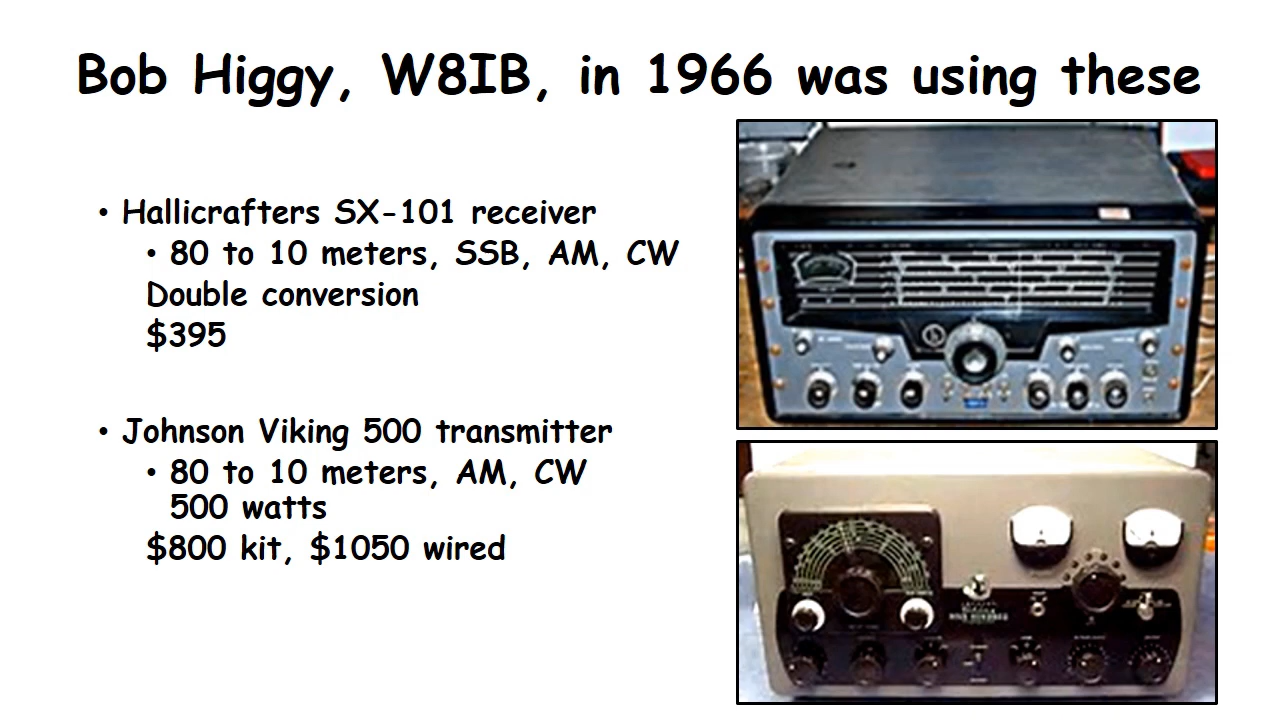 Bob Higgy, W8IB, in 1966 was using these
• Hallicrafters SX-101 receiver
• 80 to 10 meters, SSB, AM, CW
Double conversion
$395
• Johnson Viking 500 transmitter
• 80 to 10 meters, AM, CW
500 watts
$800 kit, $1050 wired